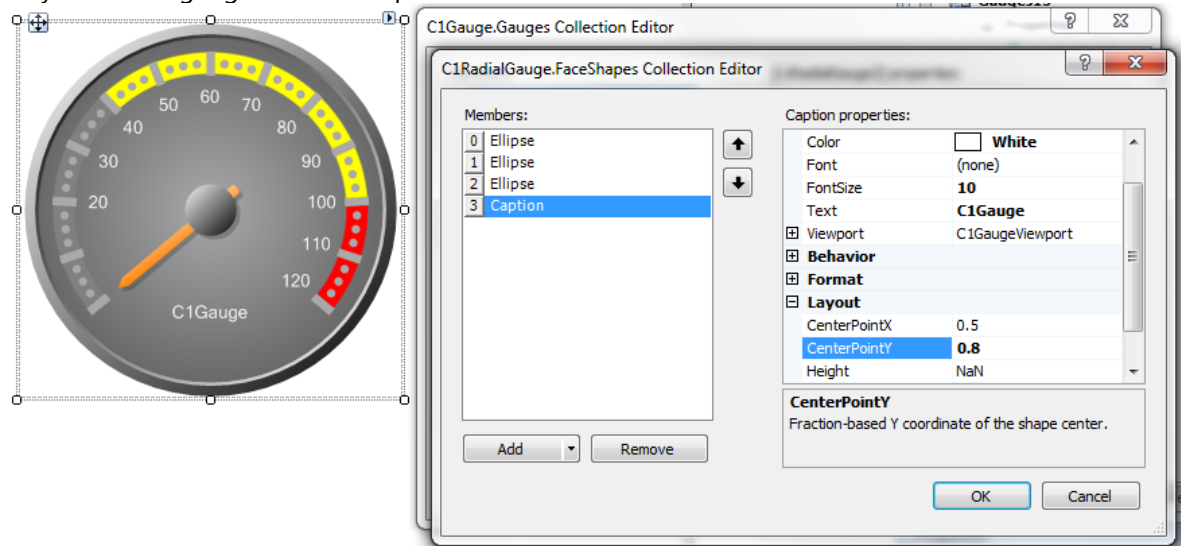 C1Gauge.Gauges Collection Editor
C1RadialGauge.FaceShapes Collection Editor
Members:
0 Ellipse
1 Ellipse
2 Ellipse
3 Caption
Add
Remove
Caption properties:
Color White
Font (none)
FontSize 10
Text C1Gauge
Viewport C1GaugeViewport
Behavior
Format
Layout
CenterPointX 0.5
CenterPointY 0.8
Height NaN
CenterPointY
Fraction-based Y coordinate of the shape center.
OK
Cancel
20
30
40
50
60
70
80
90
100
110
120
C1Gauge